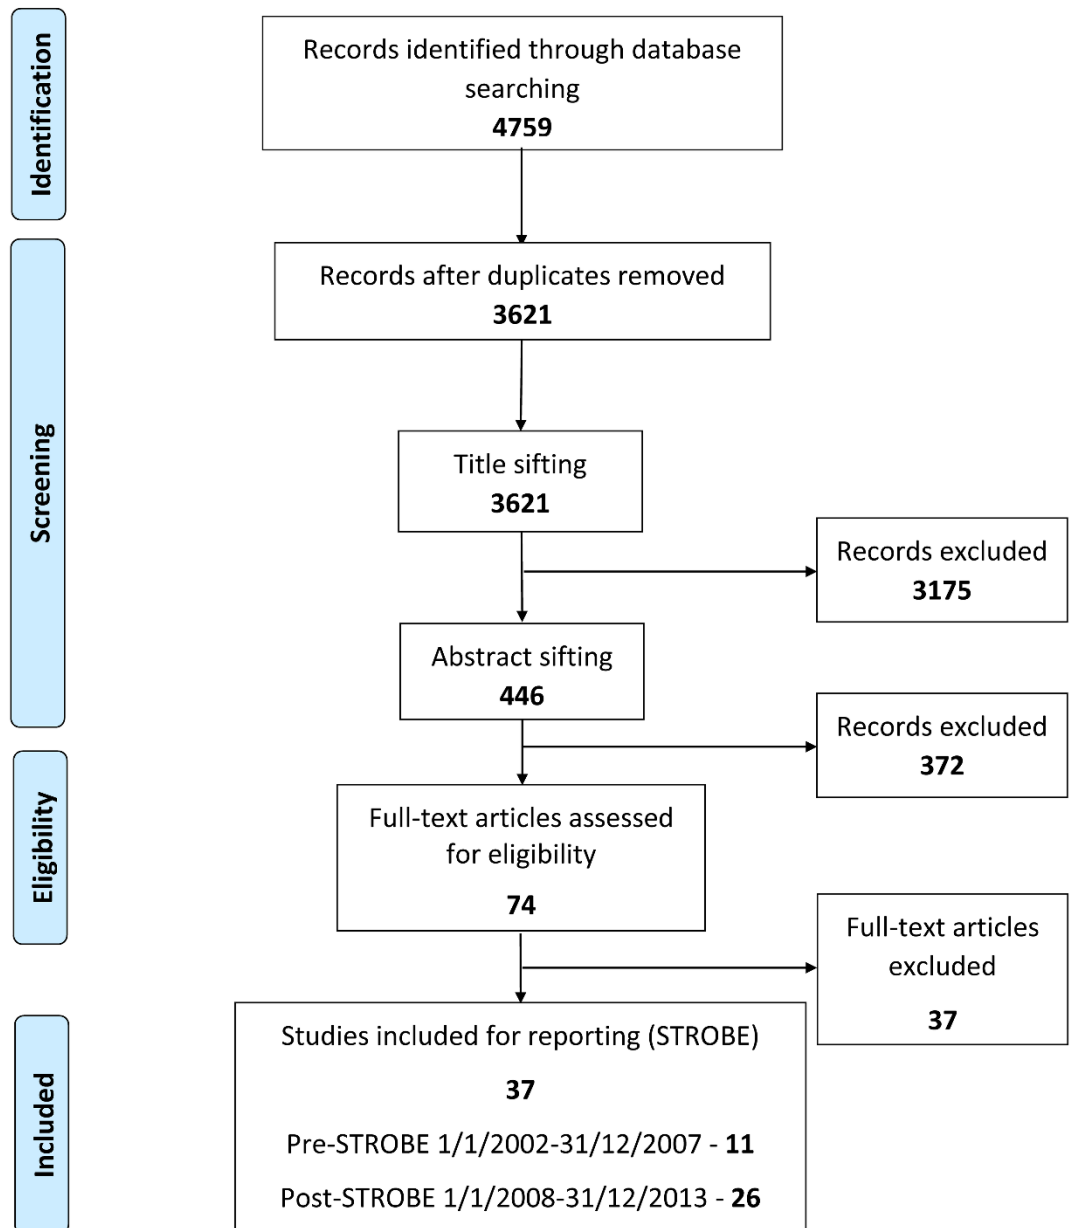 Identification
Records identified through database
searching
4759
Screening
Records after duplicates removed
3621
Title sifting
3621
Records excluded
3175
Abstract sifting
446
Records excluded
372
Eligibility
Full-text articles assessed
for eligibility
74
Full-text articles
excluded
37
Included
Studies included for reporting (STROBE)
37
Pre-STROBE 1/1/2002-31/12/2007 - 11
Post-STROBE 1/1/2008-31/12/2013 - 26